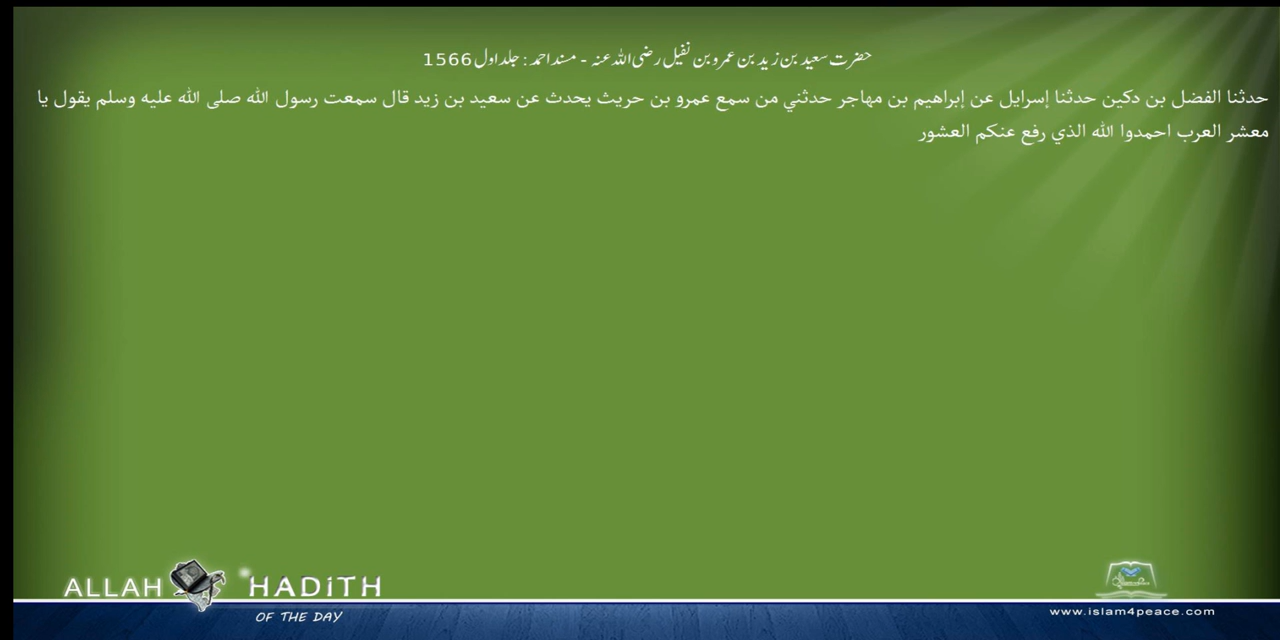 حضرت سعید بن زید بن عمرو بن نفیل رضی اللہ عنہ - مسند احمد : جلد اول 1566
حدثنا الفضل بن دكين حدثنا إسرايل عن إبراهيم بن مهاجر حدثني من سمع عمرو بن حريث يحدث عن سعيد بن زيد قال سمعت رسول الله صلى الله عليه وسلم يقول يا
معشر العرب احمدوا الله الذي رفع عنكم العشور
ALLAH HADiTH
OF THE DAY
www.islam4peace.com